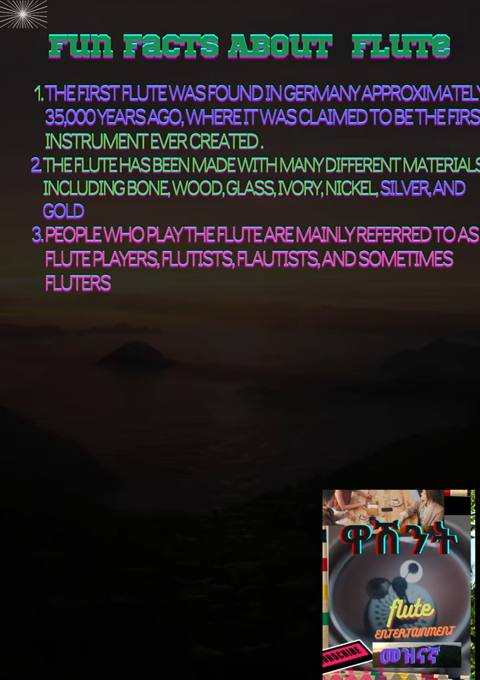 Fun Facts About Flute
1. THE FIRST FLUTE WAS FOUND IN GERMANY APPROXIMATELY
35,000 YEARS AGO, WHERE IT WAS CLAIMED TO BE THE FIRS
INSTRUMENT EVER CREATED .
2. THE FLUTE HAS BEEN MADE WITH MANY DIFFERENT MATERIALS
INCLUDING BONE, WOOD, GLASS, IVORY, NICKEL, SILVER, AND
GOLD
3. PEOPLE WHO PLAY THE FLUTE ARE MAINLY REFERRED TO AS
FLUTE PLAYERS, FLUTISTS, FLAUTISTS, AND SOMETIMES
FLUTERS
ዋሽንት
flute
ENTERTAINMENT
መዝናኛ